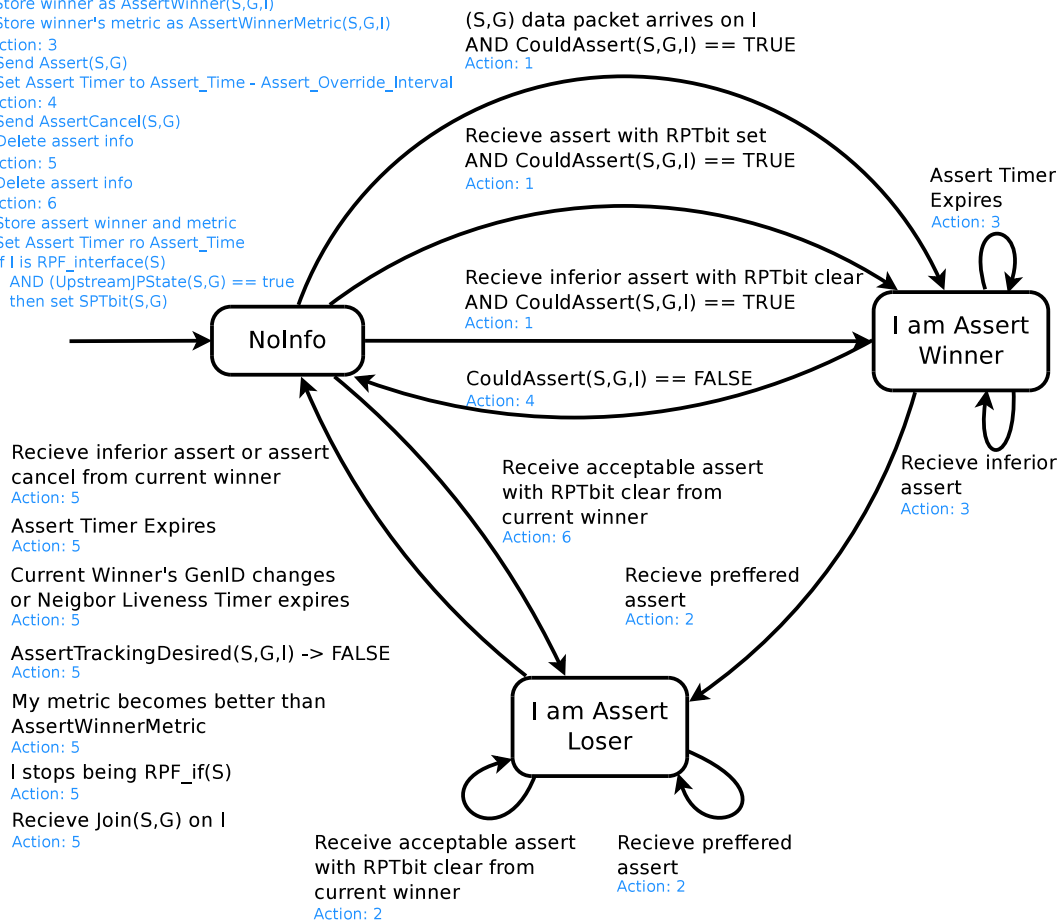 Store winner as AssertWinner(S,G,I)
Store winner's metric as AssertWinnerMetric(S,G,I)
ction: 3
Send Assert(S,G)
Set Assert Timer to Assert_Time - Assert_Override_Interval
ction: 4
Send AssertCancel(S,G)
Delete assert info
ction: 5
Delete assert info
ction: 6
Store assert winner and metric
Set Assert Timer ro Assert_Time
f I is RPF_interface(S)
AND (UpstreamJPState(S,G) == true
then set SPTbit(S,G)
(S,G) data packet arrives on I
AND CouldAssert(S,G,I) == TRUE
Action: 1
Recieve assert with RPTbit set
AND CouldAssert(S,G,I) == TRUE
Action: 1
Assert Timer
Expires
Action: 3
Recieve inferior assert with RPTbit clear
AND CouldAssert(S,G,I) == TRUE
Action: 1
NoInfo
I am Assert
Winner
CouldAssert(S,G,I) == FALSE
Action: 4
Recieve inferior assert or assert
cancel from current winner
Action: 5
Assert Timer Expires
Action: 5
Current Winner's GenID changes
or Neigbor Liveness Timer expires
Action: 5
AssertTrackingDesired(S,G,I) -> FALSE
Action: 5
My metric becomes better than
AssertWinnerMetric
Action: 5
I stops being RPF_if(S)
Action: 5
Recieve Join(S,G) on I
Action: 5
Receive acceptable assert
with RPTbit clear from
current winner
Action: 6
Recieve inferior
assert
Action: 3
Recieve preffered
assert
Action: 2
I am Assert
Loser
Receive acceptable assert
with RPTbit clear from
current winner
Action: 2
Recieve preffered
assert
Action: 2